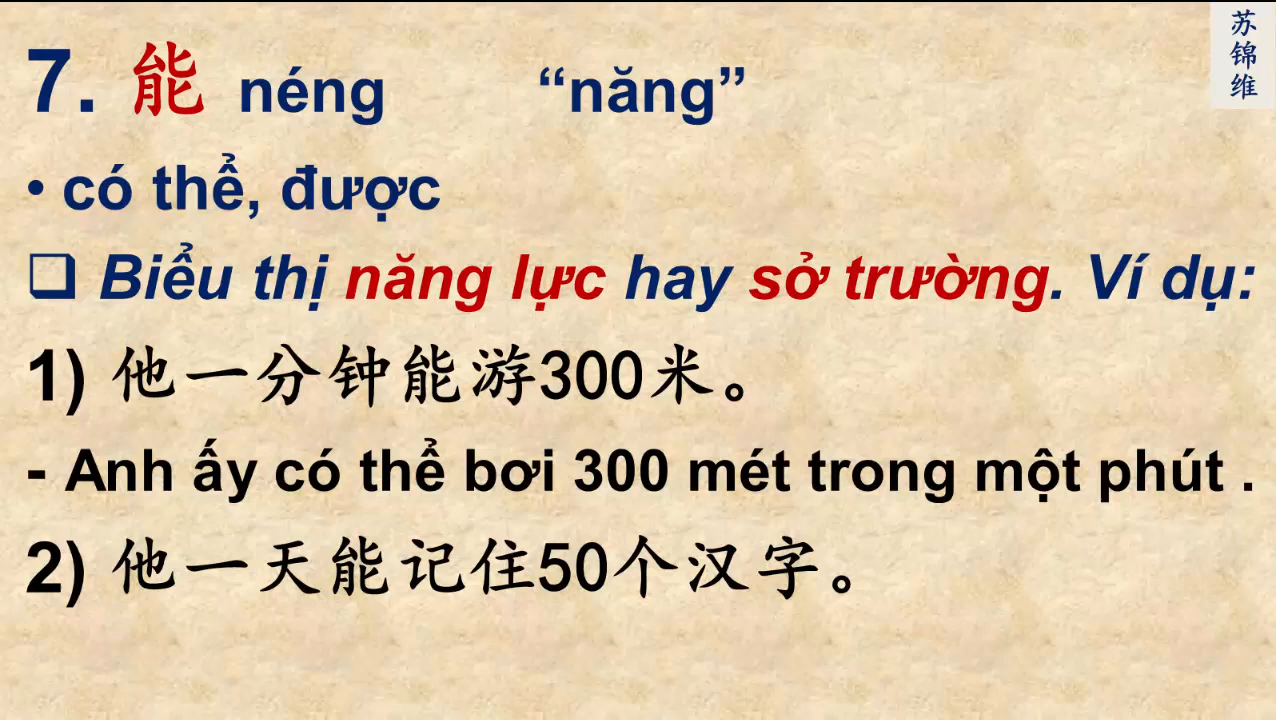 7. 能 néng “năng”
苏锦维
• có thể, được
❑ Biểu thị năng lực hay sở trường. Ví dụ:
1) 他一分钟能游300米。
- Anh ấy có thể bơi 300 mét trong một phút .
2) 他一天能记住50个汉字。